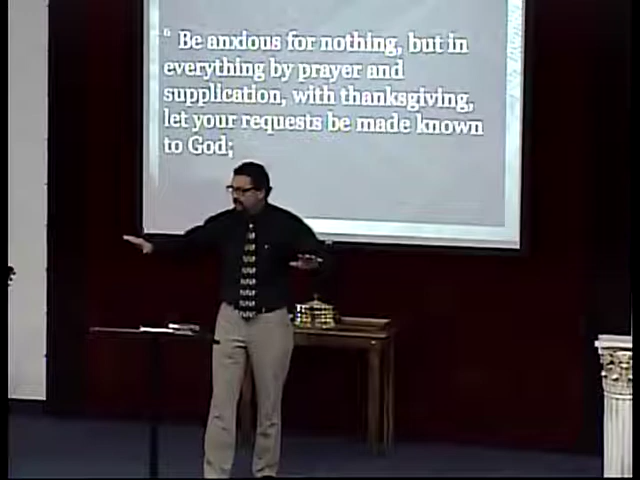 6 Be anxious for nothing, but in
everything by prayer and
supplication, with thanksgiving,
let your requests be made known
to God;